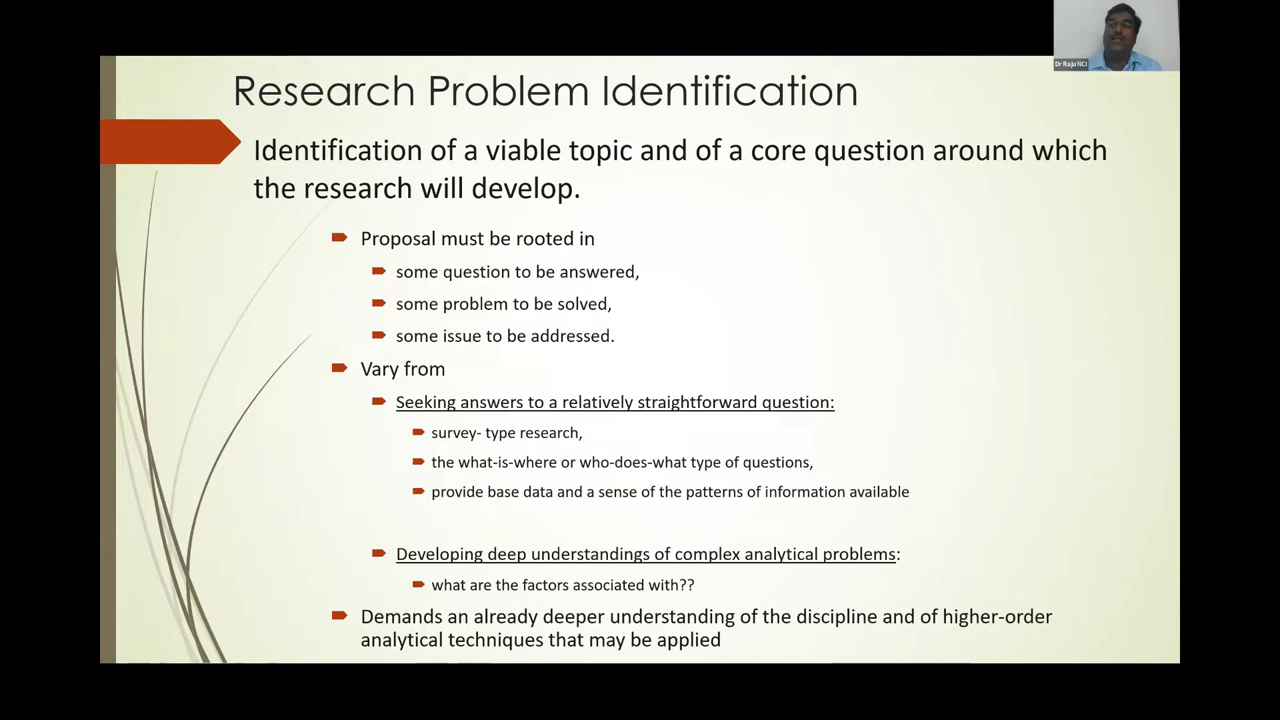 Dr Raju NCI
Research Problem Identification
Identification of a viable topic and of a core question around which
the research will develop.
Proposal must be rooted in
some question to be answered,
some problem to be solved,
some issue to be addressed.
Vary from
Seeking answers to a relatively straightforward question:
survey- type research,
the what-is-where or who-does-what type of questions,
provide base data and a sense of the patterns of information available
Developing deep understandings of complex analytical problems:
what are the factors associated with??
Demands an already deeper understanding of the discipline and of higher-order
analytical techniques that may be applied